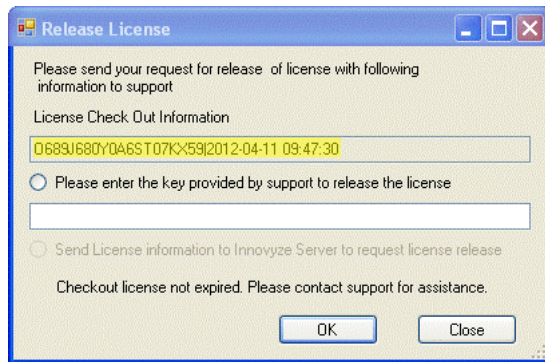 Release License
Please send your request for release of license with following
information to support
License Check Out Information
O689J680Y0A6ST07KX59|2012-04-11 09:47:30
Please enter the key provided by support to release the license
Send License information to Innovyze Server to request license release
Checkout license not expired. Please contact support for assistance.
OK
Close